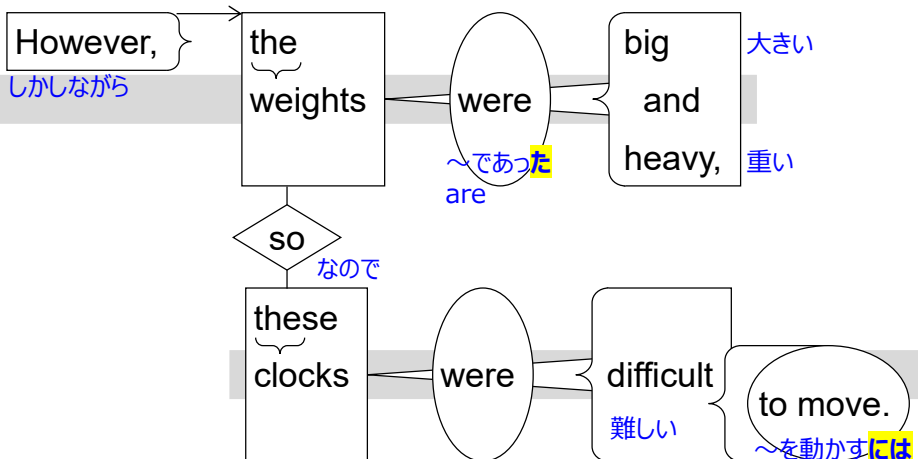 However,
しかしながら
the
weights
were
～であった
are
big
大きい
and
heavy,
重い
so
なので
these
clocks
were
difficult
難しい
to move.
～を動かすには